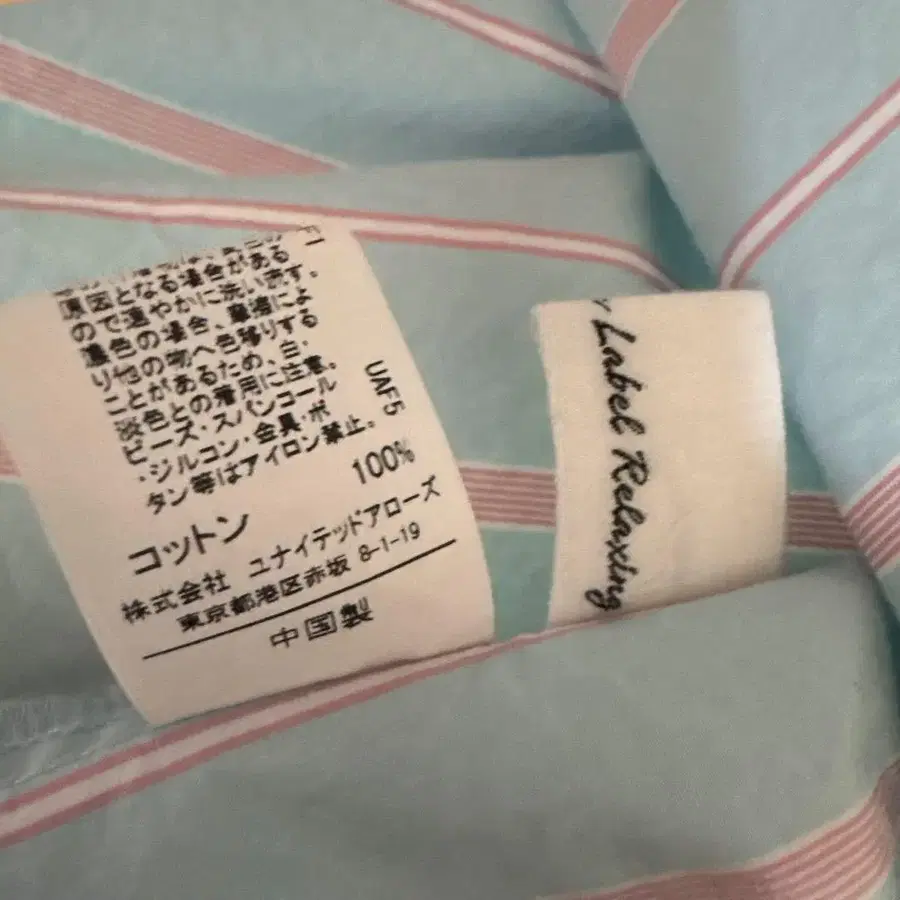 原因となる場合がある
ので速やかに洗い流す。
濃色の場合、摩擦によ
り他の物へ色移りする
ことがあるため、白・
淡色との着用に注意。
ビーズ・スパンコール
・ジルコン・金具・ボ
タン等はアイロン禁止。
UAF5
100%
コットン
株式会社 ユナイテッドアローズ
東京都港区赤坂 8-1-19
中国製
Label Relaxing